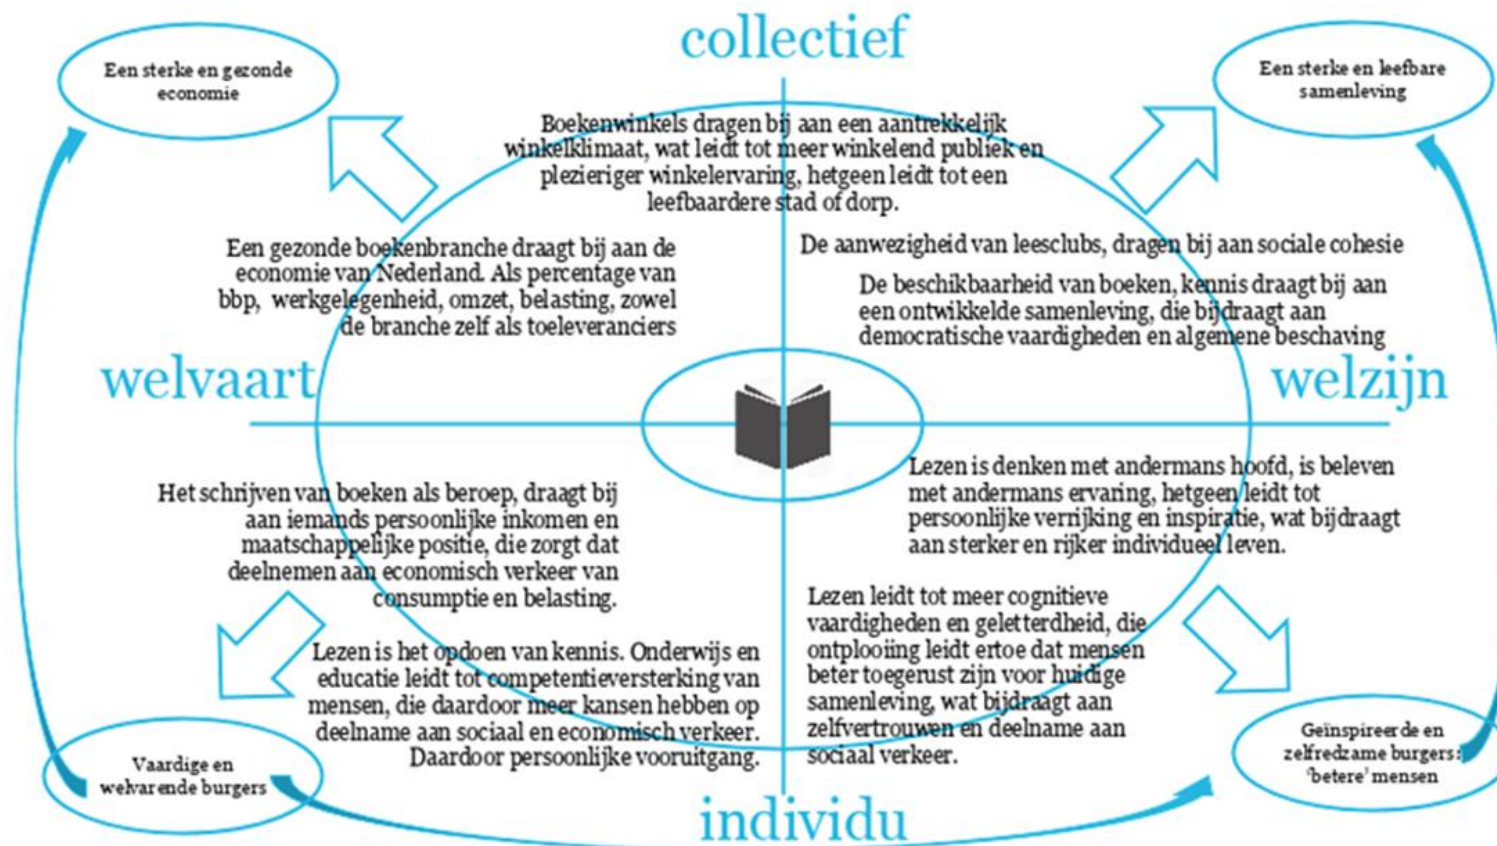 collectief
Een sterke en gezonde
economie
Een sterke en leefbare
samenleving
Boekenwinkels dragen bij aan een aantrekkelijk
winkelklimaat, wat leidt tot meer winkelend publiek en
plezieriger winkelervaring, hetgeen leidt tot een
leefbaardere stad of dorp.
Een gezonde boekenbranche draagt bij aan de
economie van Nederland. Als percentage van
bbp, werkgelegenheid, omzet, belasting, zowel
de branche zelf als toeleveranciers
De aanwezigheid van leesclubs, dragen bij aan sociale cohesie
De beschikbaarheid van boeken, kennis draagt bij aan
een ontwikkelde samenleving, die bijdraagt aan
democratische vaardigheden en algemene beschaving
welvaart
welzijn
Het schrijven van boeken als beroep, draagt bij
aan iemands persoonlijke inkomen en
maatschappelijke positie, die zorgt dat
deelnemen aan economisch verkeer van
consumptie en belasting.
Lezen is denken met andermans hoofd, is beleven
met andermans ervaring, hetgeen leidt tot
persoonlijke verrijking en inspiratie, wat bijdraagt
aan sterker en rijker individueel leven.
Lezen is het opdoen van kennis. Onderwijs en
educatie leidt tot competentieversterking van
mensen, die daardoor meer kansen hebben op
deelname aan sociaal en economisch verkeer.
Daardoor persoonlijke vooruitgang.
Lezen leidt tot meer cognitieve
vaardigheden en geletterdheid, die
ontplooiing leidt ertoe dat mensen
beter toegerust zijn voor huidige
samenleving, wat bijdraagt aan
zelfvertrouwen en deelname aan
sociaal verkeer.
Vaardige en
welvarende burgers
Geïnspireerde en
zelfredzame burgers:
'betere' mensen
individu